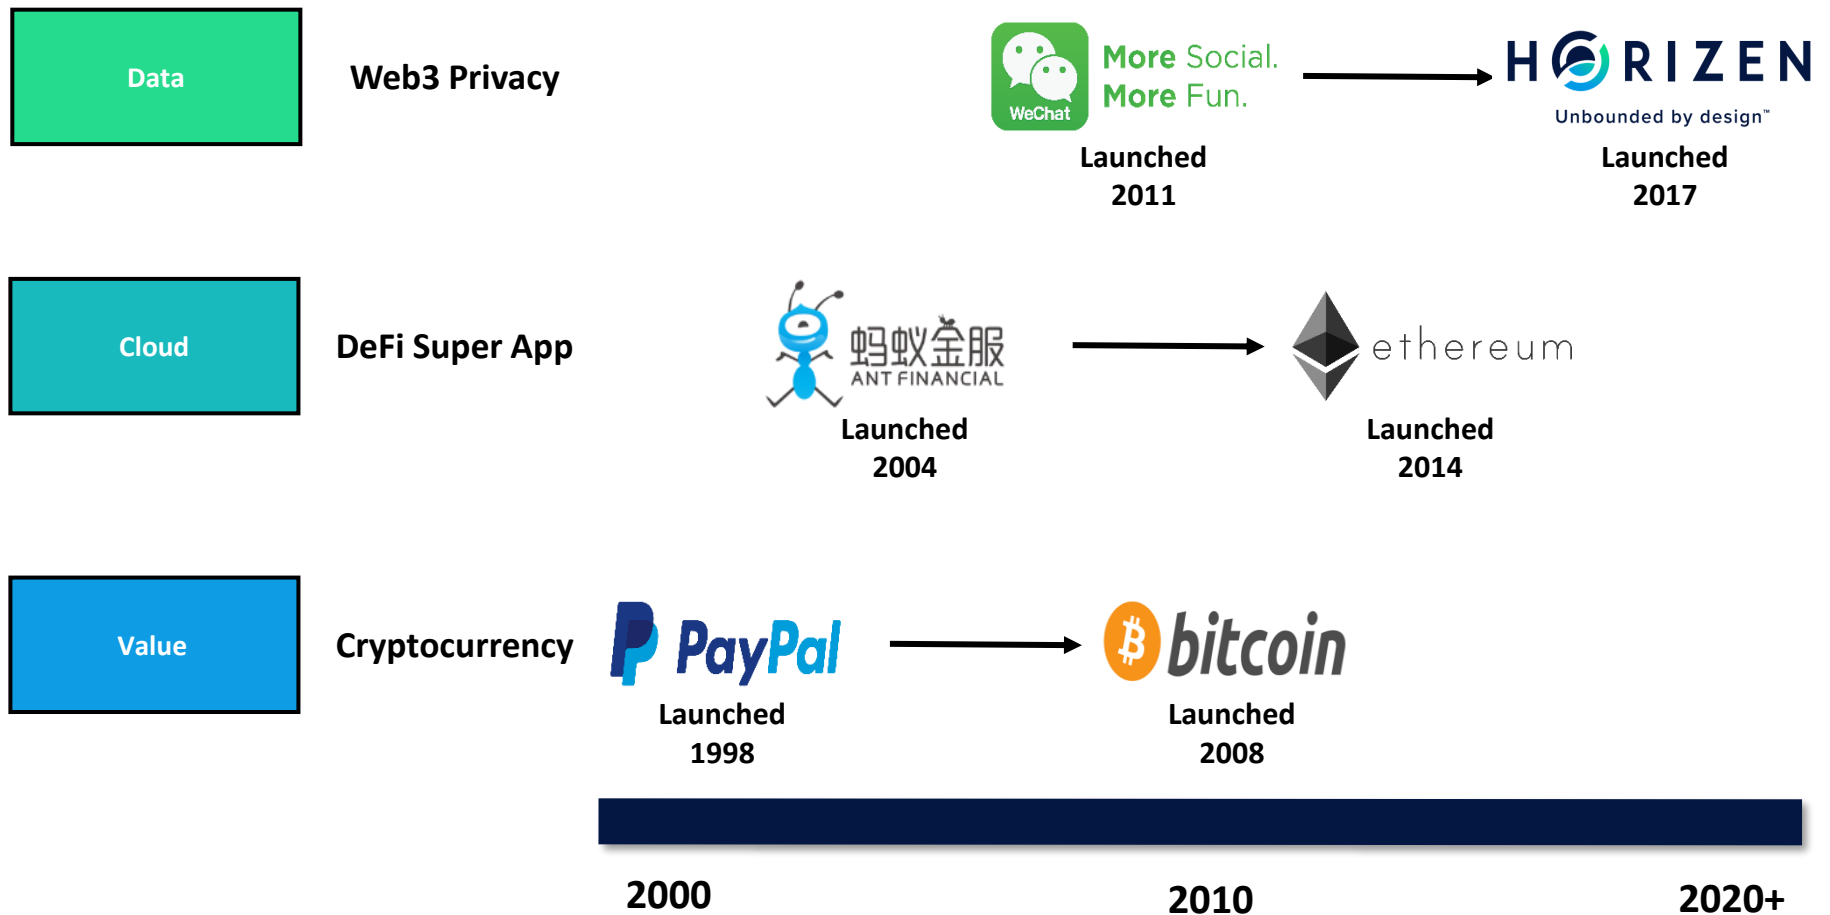 Data
Web3 Privacy
WeChat
More Social.
More Fun.
Launched
2011
HORIZEN
Unbounded by design™
Launched
2017
Cloud
DeFi Super App
蚂蚁金服
ANT FINANCIAL
Launched
2004
ethereum
Launched
2014
Value
Cryptocurrency
PayPal
Launched
1998
bitcoin
Launched
2008
2000
2010
2020+